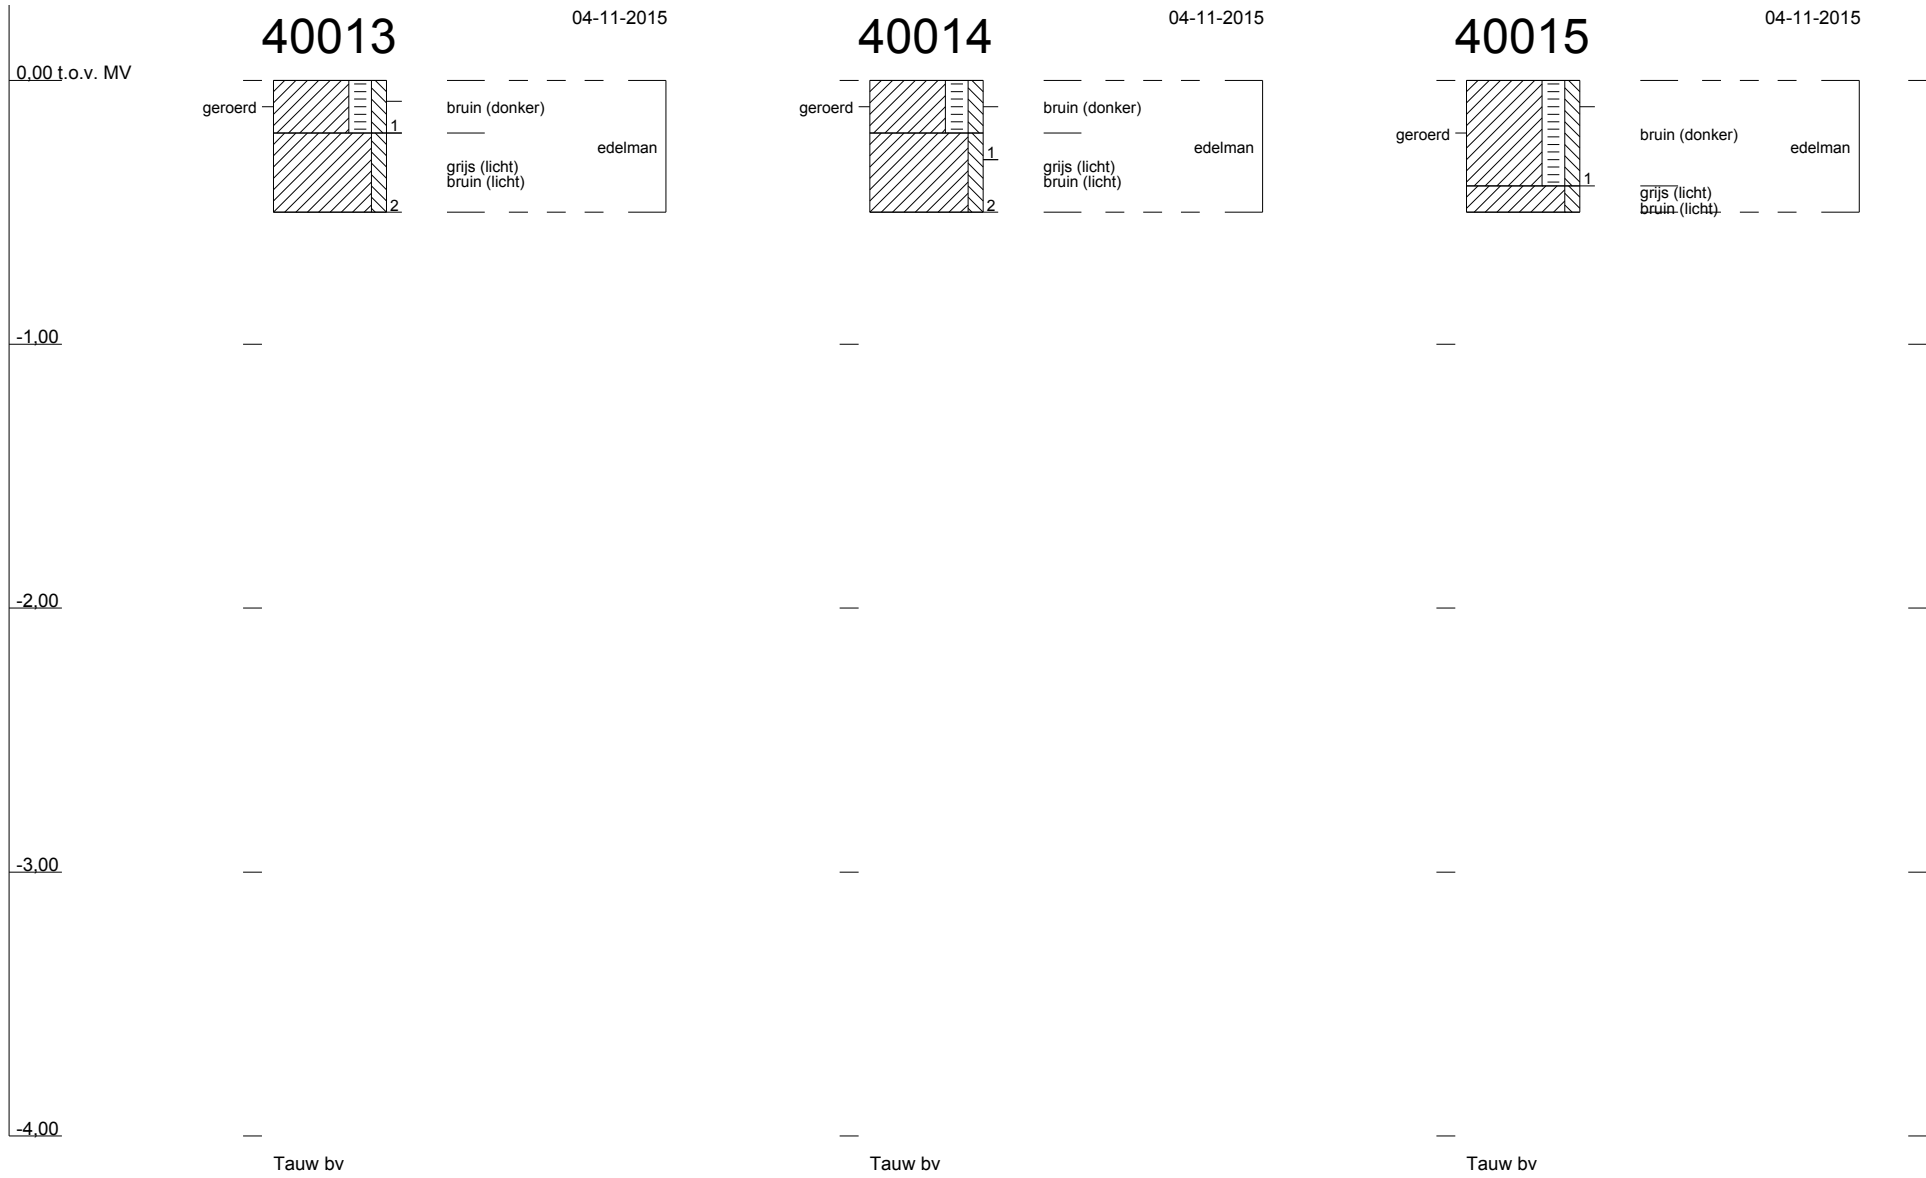 40013
04-11-2015
40014
04-11-2015
40015
04-11-2015
0,00 t.o.v. MV
geroerd
1
2
bruin (donker)
grijs (licht)
bruin (licht)
edelman
geroerd
1
2
bruin (donker)
grijs (licht)
bruin (licht)
edelman
geroerd
1
bruin (donker)
grijs (licht)
bruin (licht)
edelman
-1,00
-2,00
-3,00
-4,00
Tauw bv
Tauw bv
Tauw bv